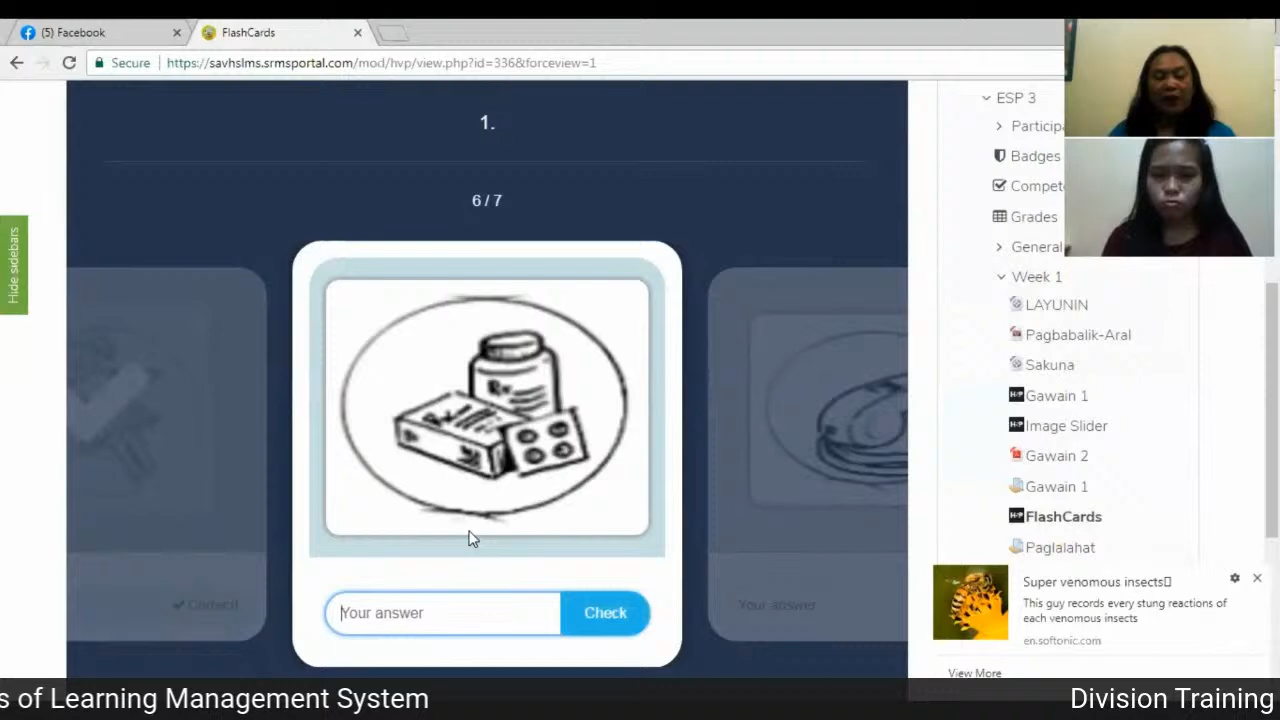 (5) Facebook
FlashCards
Secure
https://savhslms.srmsportal.com/mod/hvp/view.php?id=336&forceview=1
Hide sidebars
1.
6 / 7
Rx
Your answer
Check
Correct!
Your answer
ESP 3
Participa
Badges
Compete
Grades
General
Week 1
LAYUNIN
Pagbabalik-Aral
Sakuna
H-P Gawain 1
H-P Image Slider
Gawain 2
Gawain 1
H-P FlashCards
Paglalahat
Super venomous insects
This guy records every stung reactions of
each venomous insects
en.softonic.com
View More
s of Learning Management System
Division Training